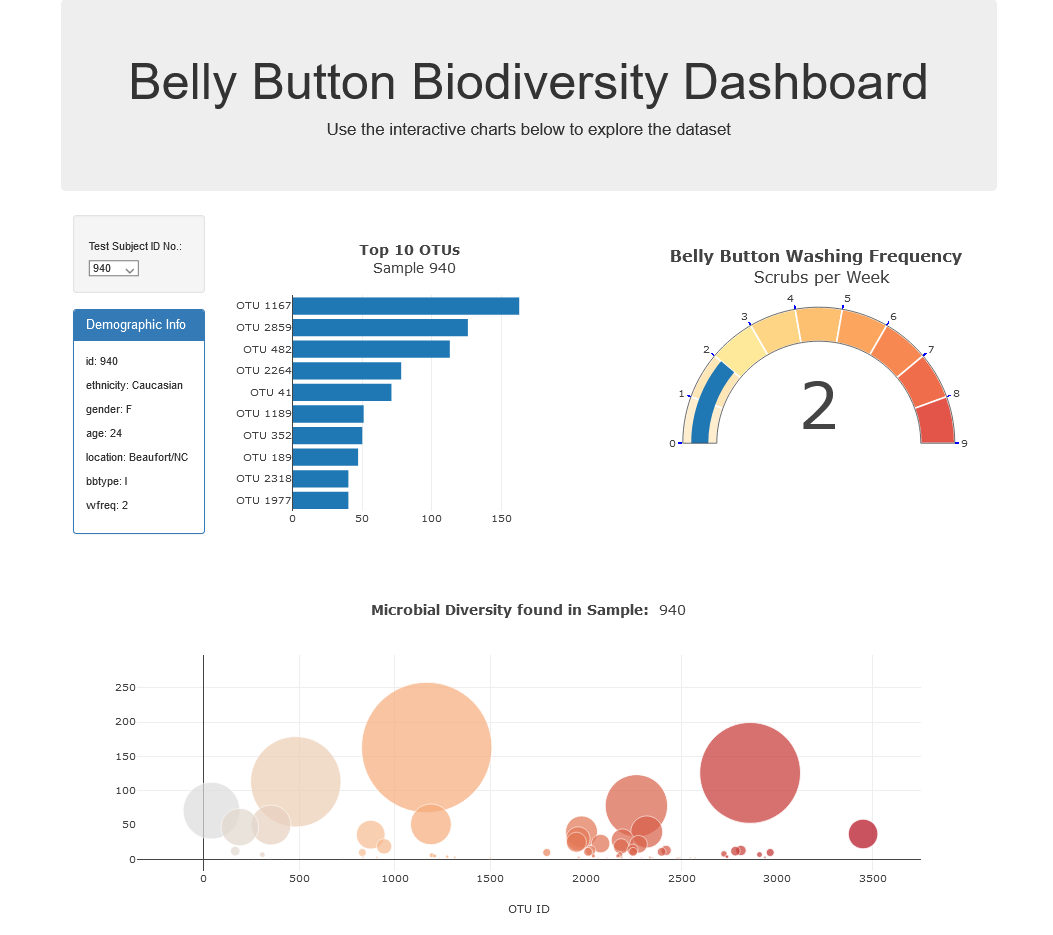 Belly Button Biodiversity Dashboard
Use the interactive charts below to explore the dataset
Test Subject ID No.:
940
Demographic Info
id: 940
ethnicity: Caucasian
gender: F
age: 24
location: Beaufort/NC
bbtype: I
wfreq: 2
Top 10 OTUs
Sample 940
OTU 1167
OTU 2859
OTU 482
OTU 2264
OTU 41
OTU 1189
OTU 352
OTU 189
OTU 2318
OTU 1977
0 50 100 150
Belly Button Washing Frequency
Scrubs per Week
0
1
2
3
4
5
6
7
8
9
2
Microbial Diversity found in Sample: 940
250
200
150
100
50
0
0 500 1000 1500 2000 2500 3000 3500
OTU ID